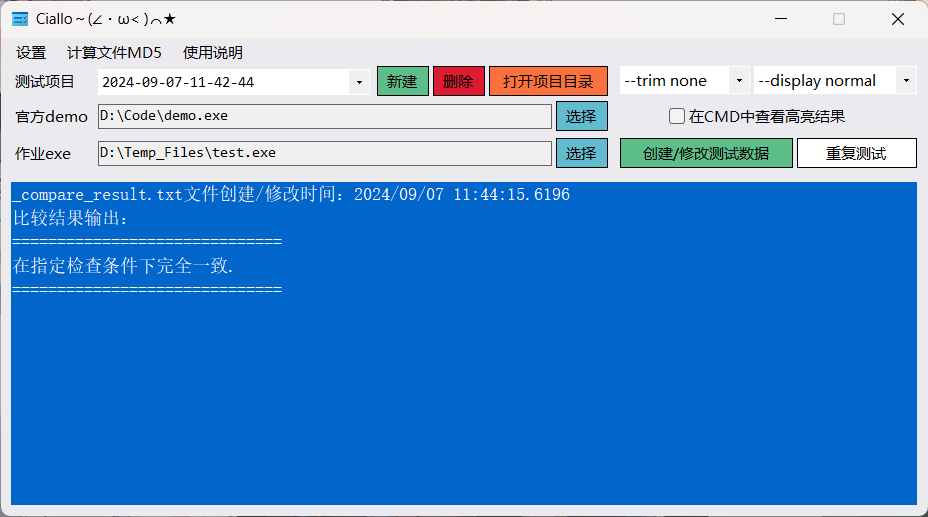 Ciallo～(∠・ω< )⌒★
设置 计算文件MD5 使用说明
测试项目 2024-09-07-11-42-44 新建 删除 打开项目目录 --trim none --display normal
官方demo D:\Code\demo.exe 选择 在CMD中查看高亮结果
作业exe D:\Temp_Files\test.exe 选择 创建/修改测试数据 重复测试
_compare_result.txt文件创建/修改时间：2024/09/07 11:44:15.6196
比较结果输出：
==============================
在指定检查条件下完全一致.
==============================